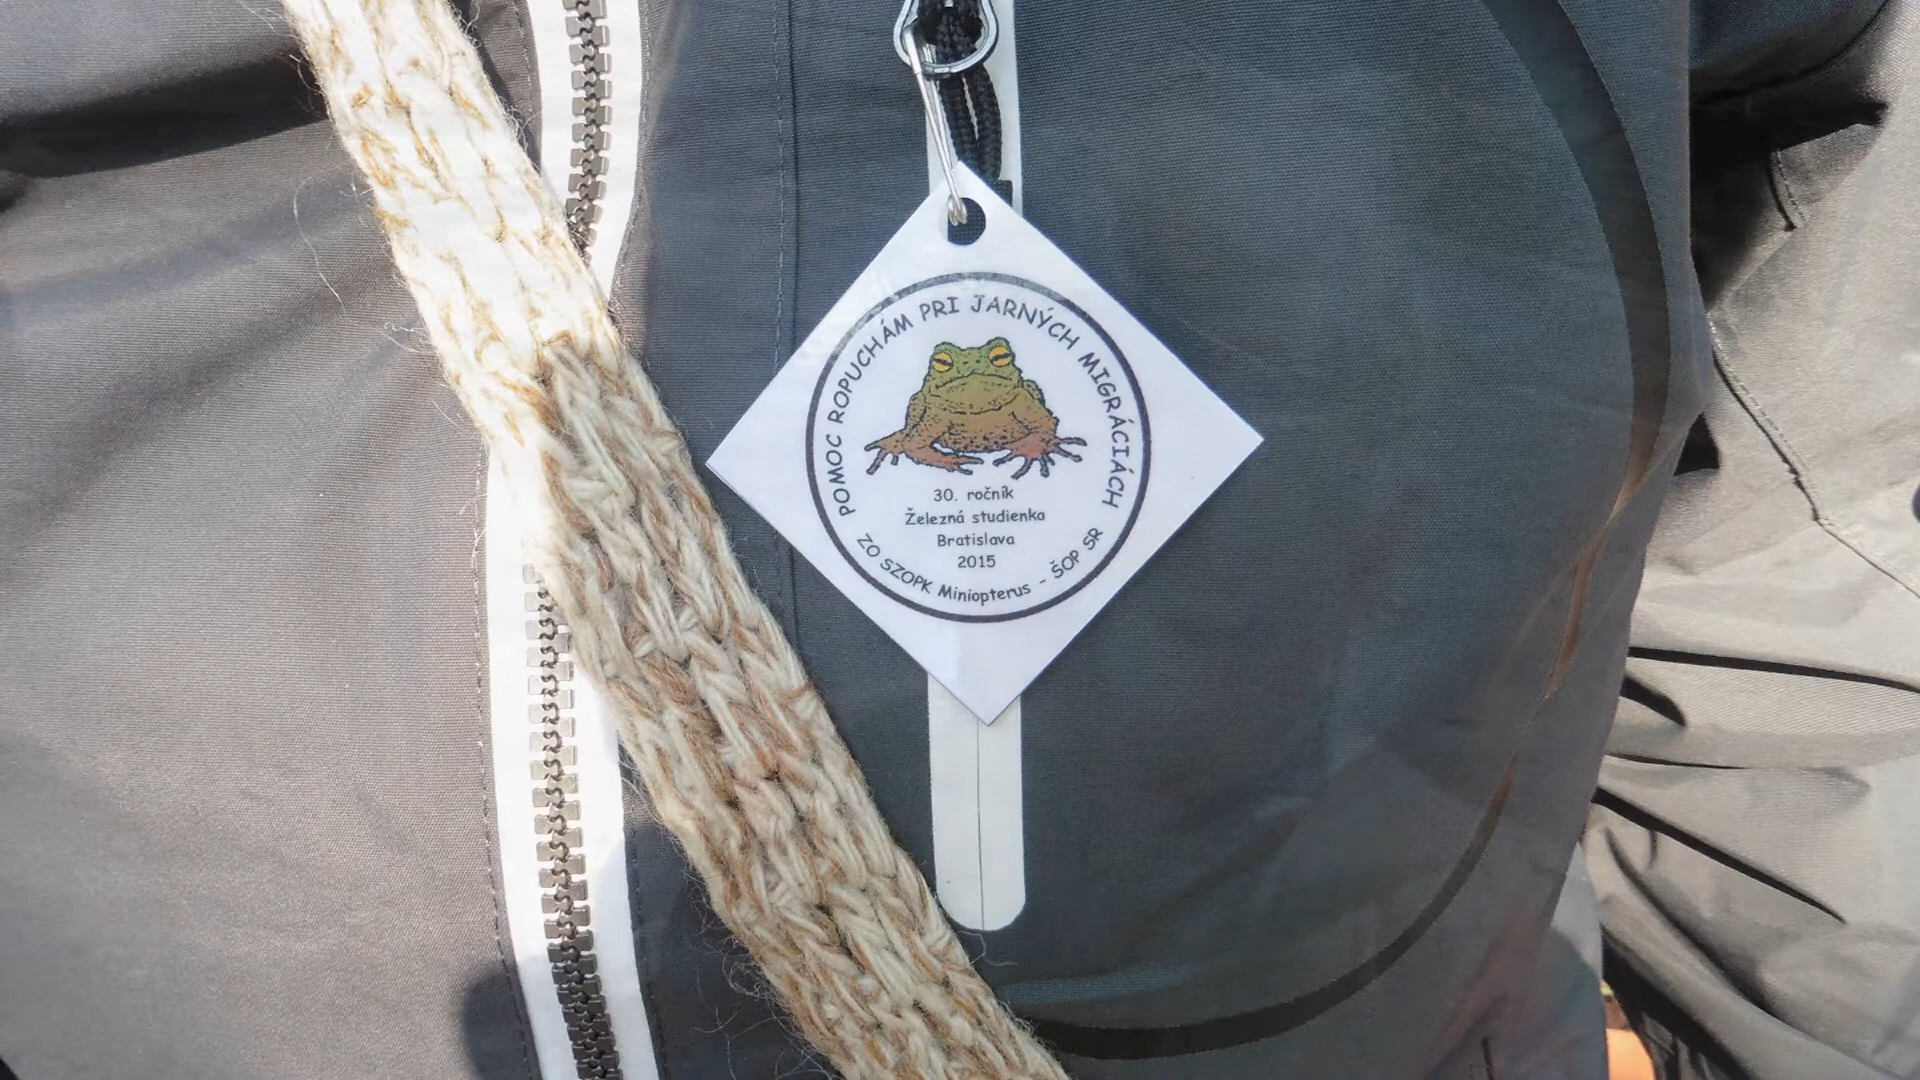 POMOC ROPUCHÁM PRI JARNÝCH MIGRÁCIÁCH
30. ročník
Železná studienka
Bratislava
2015
ZO SZOPK Miniopterus - ŠOP SR